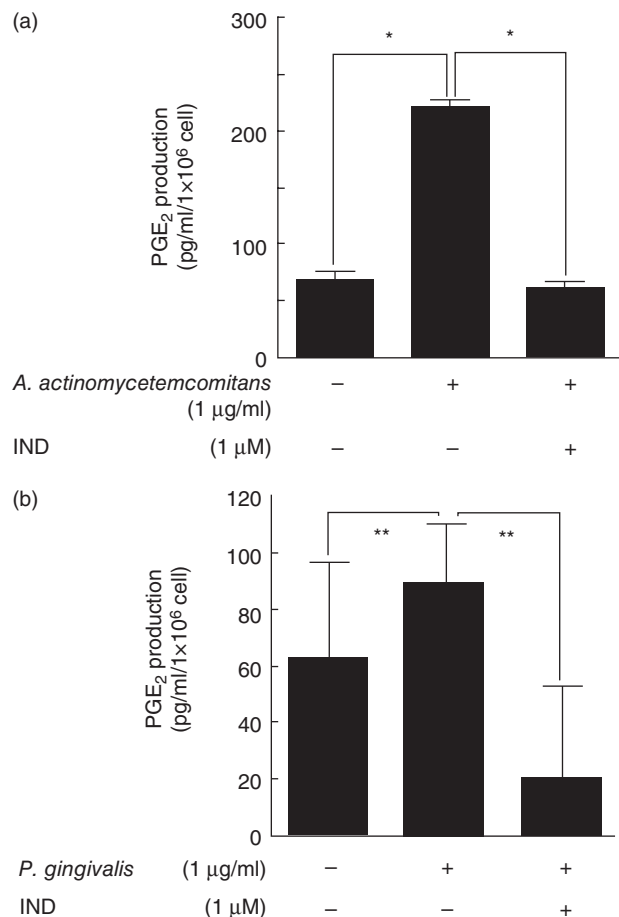 (a)
PGE₂ production
(pg/ml/1×10⁶ cell)
300
200
100
0
*
*
A. actinomycetemcomitans
(1 μg/ml)
– + +
IND (1 μM) – – +
(b)
PGE₂ production
(pg/ml/1×10⁶ cell)
120
100
80
60
40
20
0
**
**
P. gingivalis (1 μg/ml) – + +
IND (1 μM) – – +